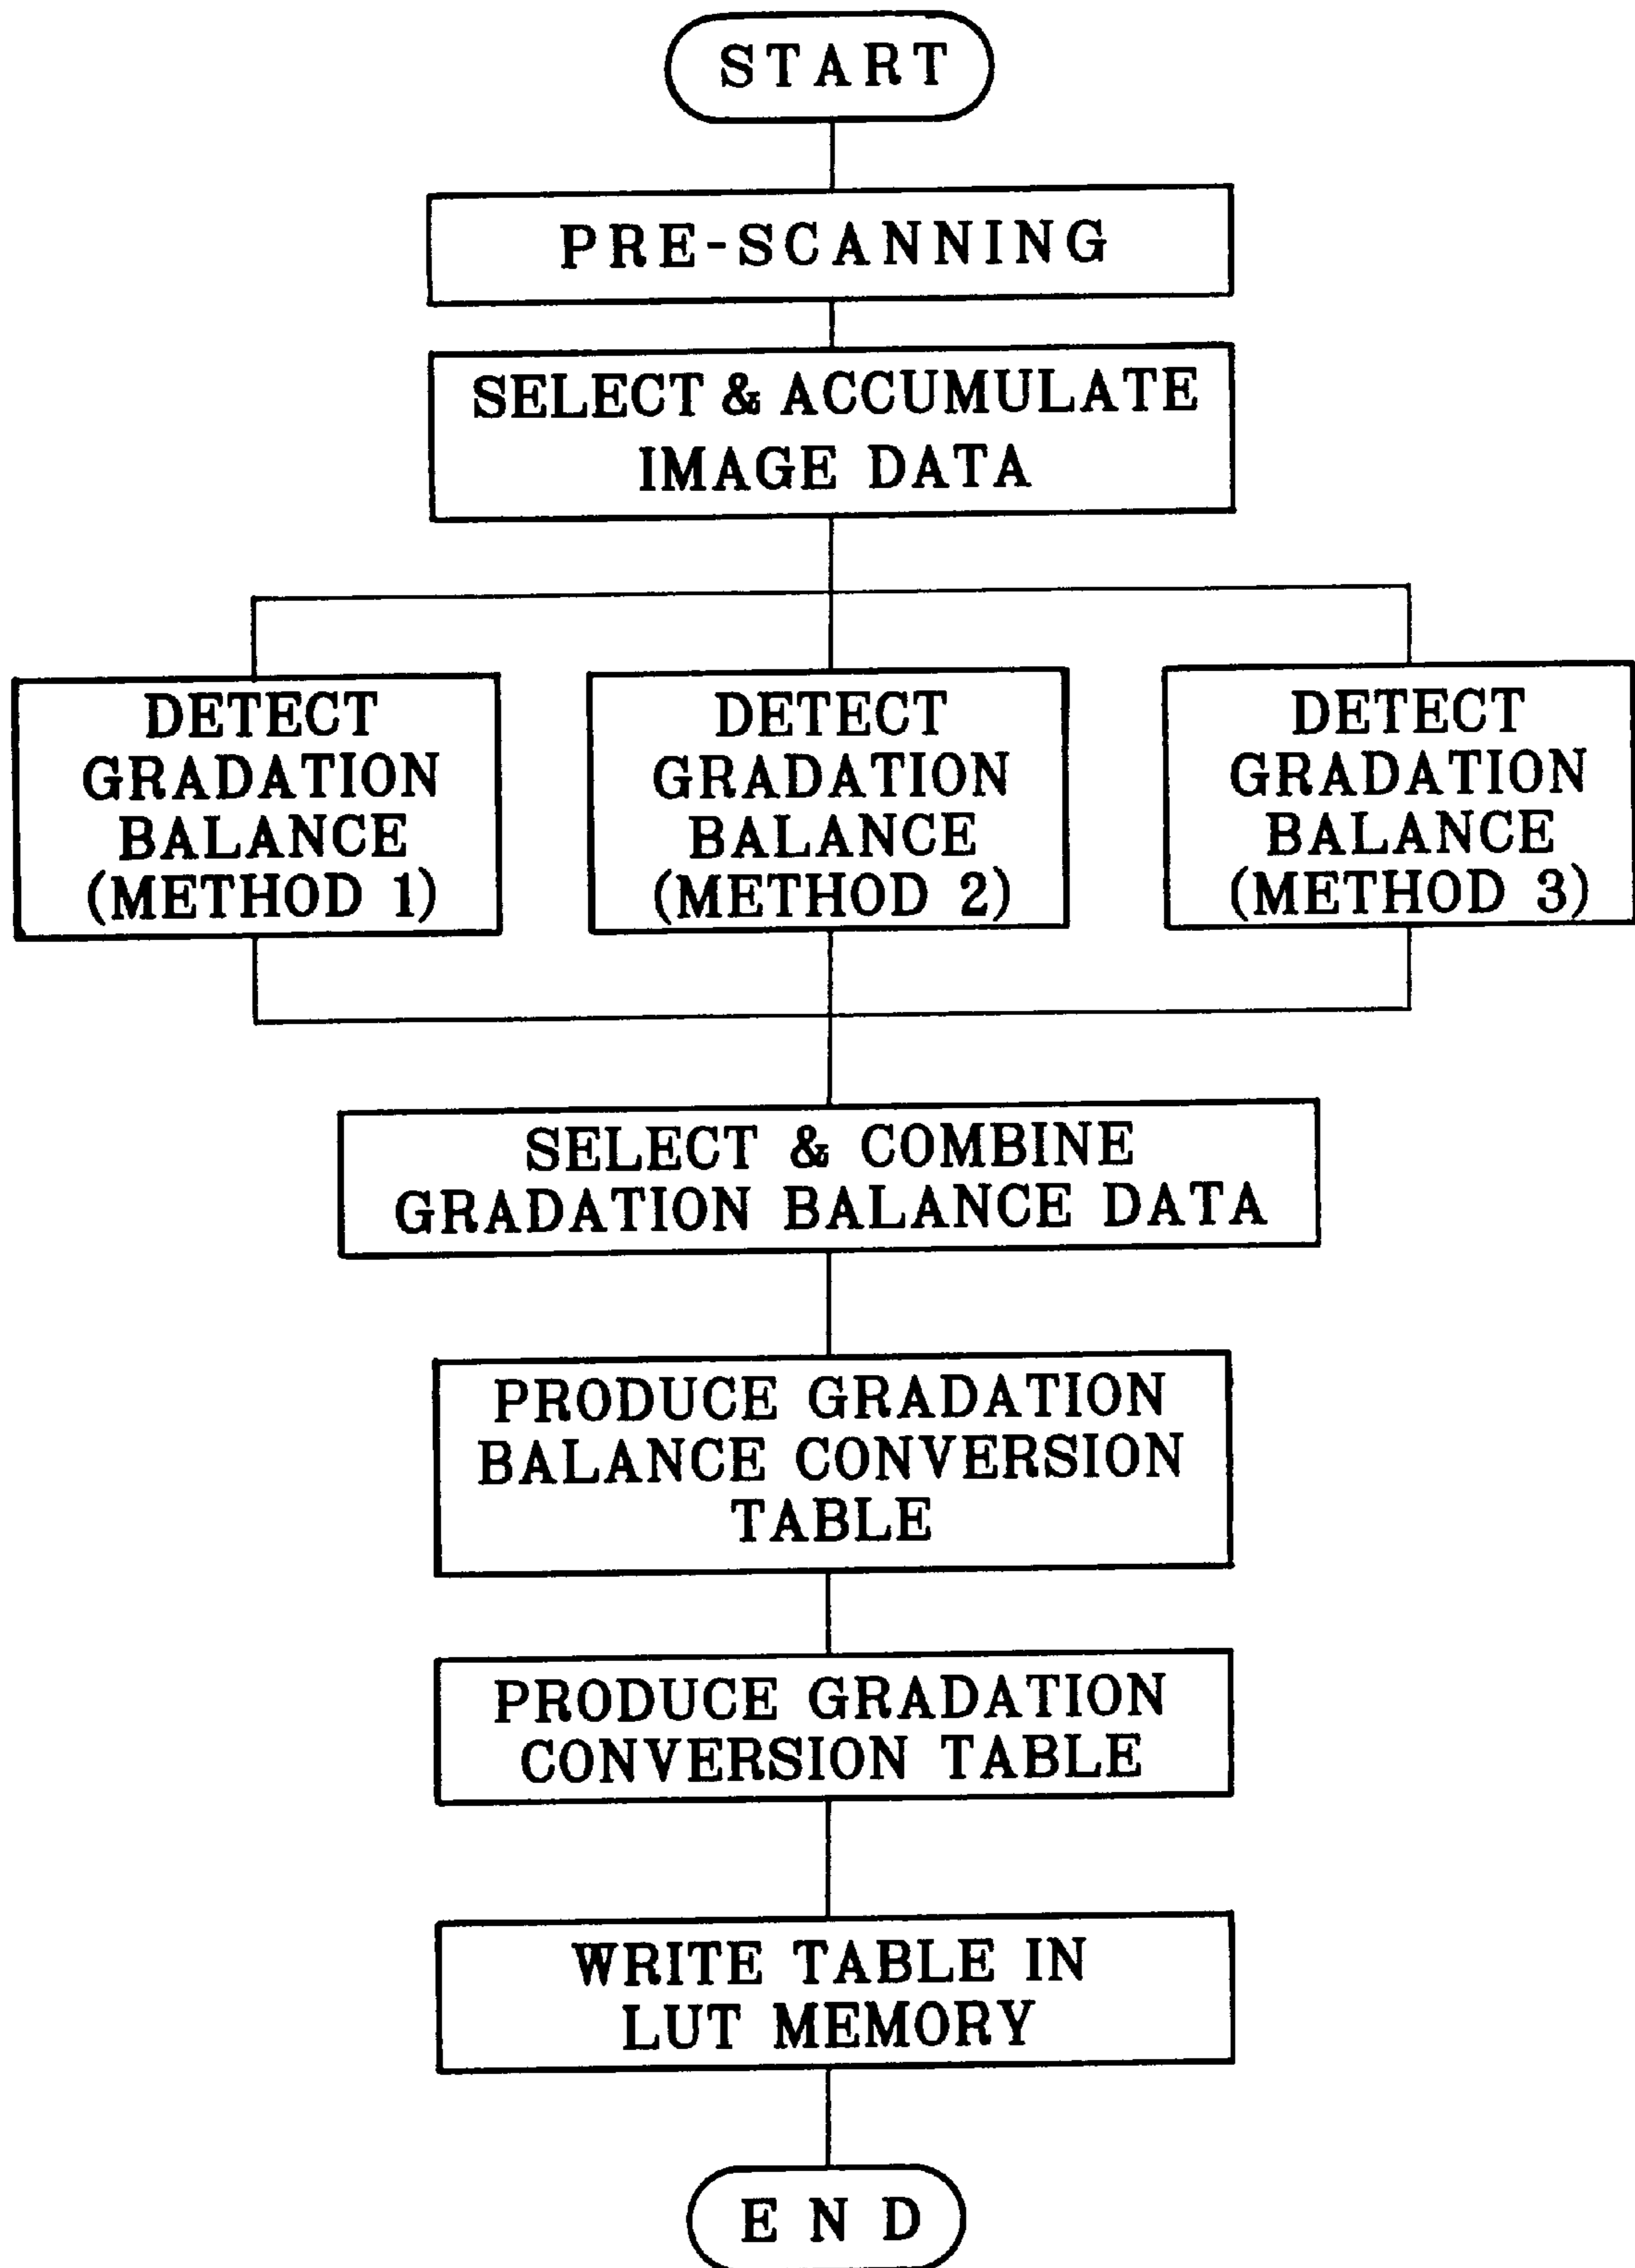 START
PRE-SCANNING
SELECT & ACCUMULATE
IMAGE DATA
DETECT
GRADATION
BALANCE
(METHOD 1)
DETECT
GRADATION
BALANCE
(METHOD 2)
DETECT
GRADATION
BALANCE
(METHOD 3)
SELECT & COMBINE
GRADATION BALANCE DATA
PRODUCE GRADATION
BALANCE CONVERSION
TABLE
PRODUCE GRADATION
CONVERSION TABLE
WRITE TABLE IN
LUT MEMORY
END